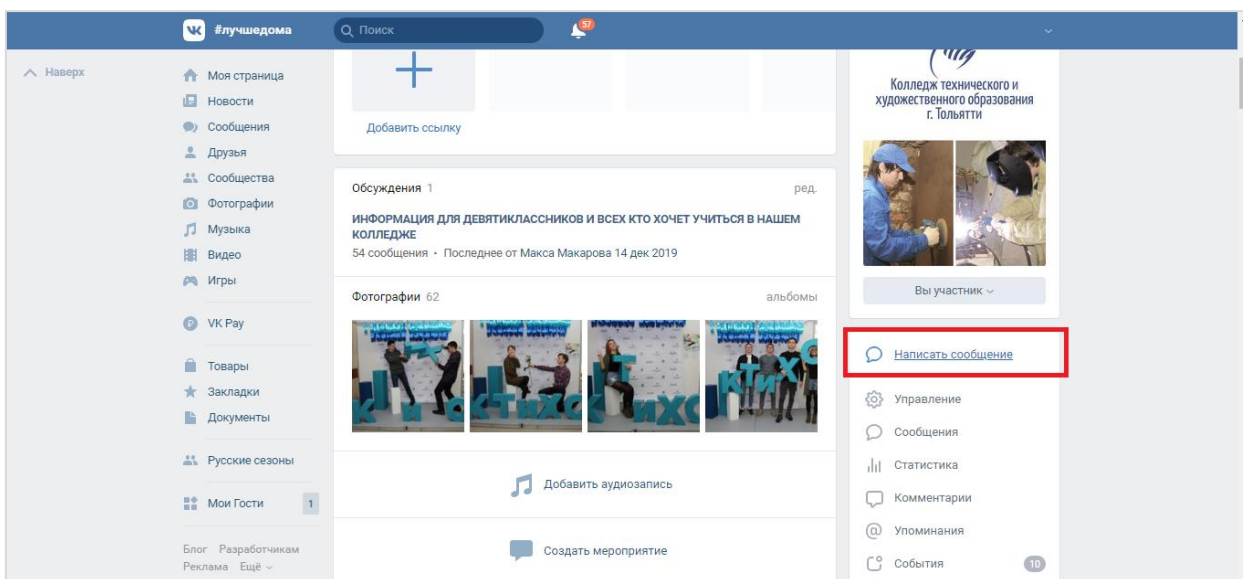 #лучшедома
Поиск
57
Наверх
Моя страница
Новости
Сообщения
Друзья
Сообщества
Фотографии
Музыка
Видео
Игры
VK Pay
Товары
Закладки
Документы
Русские сезоны
Мои Гости 1
Блог Разработчикам
Реклама Ещё
Добавить ссылку
Обсуждения 1 ред.
ИНФОРМАЦИЯ ДЛЯ ДЕВЯТИКЛАССНИКОВ И ВСЕХ КТО ХОЧЕТ УЧИТЬСЯ В НАШЕМ
КОЛЛЕДЖЕ
54 сообщения · Последнее от Макса Макарова 14 дек 2019
Фотографии 62 альбомы
КТиХО
Добавить аудиозапись
Создать мероприятие
Колледж технического и
художественного образования
г. Тольятти
Вы участник
Написать сообщение
Управление
Сообщения
Статистика
Комментарии
Упоминания
События 10